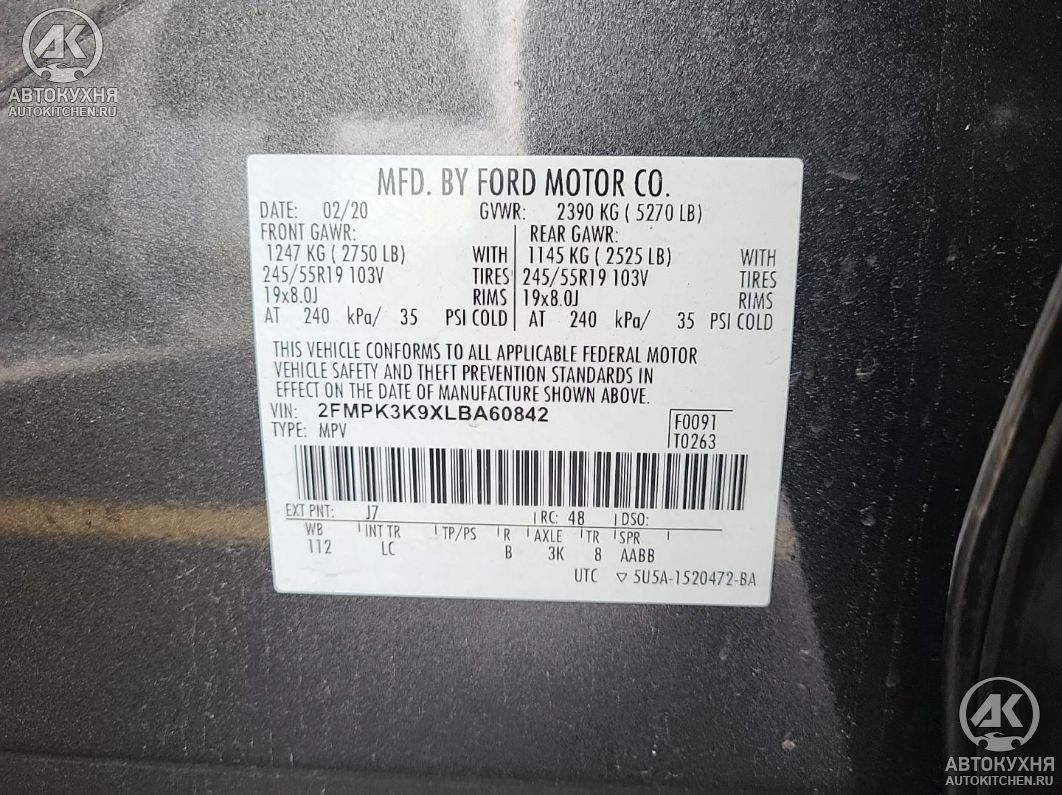 AK
АВТОКУХНЯ
AUTOKITCHEN.RU
MFD. BY FORD MOTOR CO.
DATE: 02/20 GVWR: 2390 KG ( 5270 LB)
FRONT GAWR: REAR GAWR:
1247 KG ( 2750 LB) WITH 1145 KG ( 2525 LB) WITH
245/55R19 103V TIRES 245/55R19 103V TIRES
19x8.0J RIMS 19x8.0J RIMS
AT 240 kPa/ 35 PSI COLD AT 240 kPa/ 35 PSI COLD
THIS VEHICLE CONFORMS TO ALL APPLICABLE FEDERAL MOTOR
VEHICLE SAFETY AND THEFT PREVENTION STANDARDS IN
EFFECT ON THE DATE OF MANUFACTURE SHOWN ABOVE.
VIN: 2FMPK3K9XLBA60842 F0091
TYPE: MPV T0263
EXT PNT: J7 RC: 48 DSO:
WB INT TR TP/PS R AXLE TR SPR
112 LC B 3K 8 AABB
UTC ▽ 5U5A-1520472-BA
AK
АВТОКУХНЯ
AUTOKITCHEN.RU